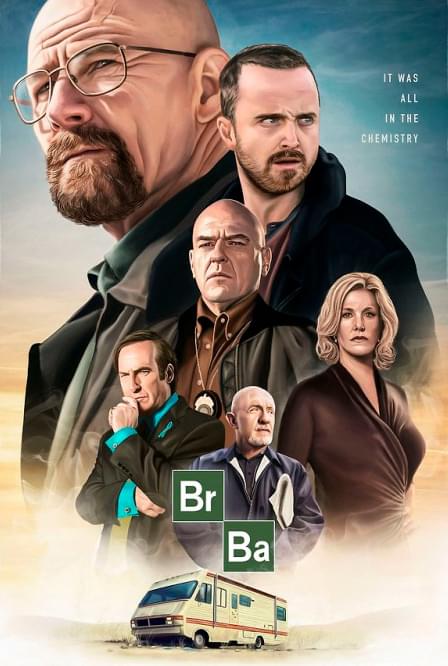 IT WAS
ALL
IN THE
CHEMISTRY
Br
Ba